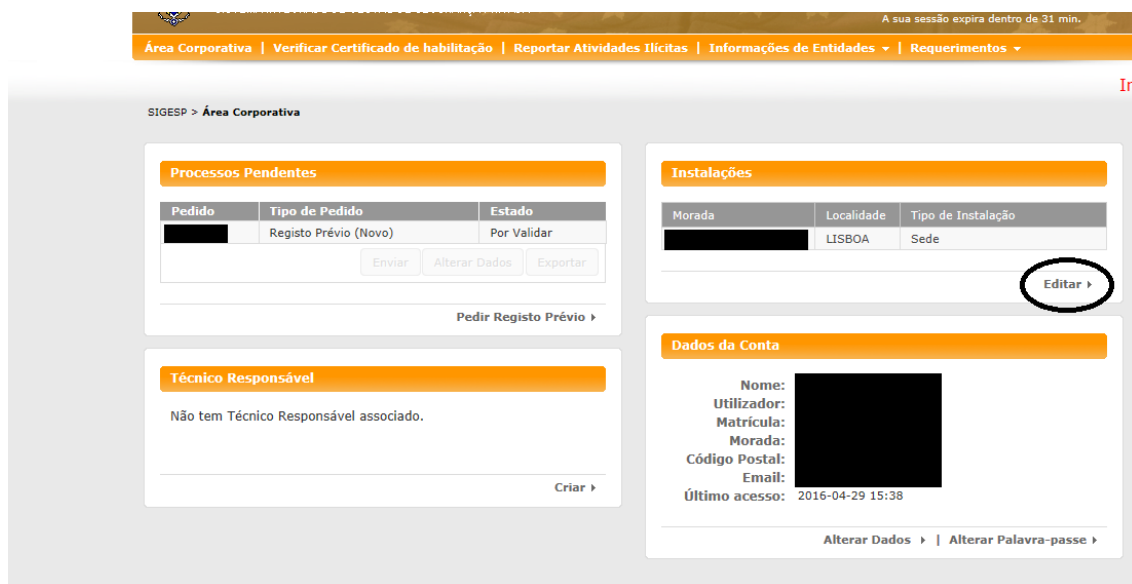 A sua sessão expira dentro de 31 min.
Área Corporativa | Verificar Certificado de habilitação | Reportar Atividades Ilícitas | Informações de Entidades | Requerimentos
SIGESP > Área Corporativa
Processos Pendentes
Pedido Tipo de Pedido Estado
Registo Prévio (Novo) Por Validar
Enviar Alterar Dados Exportar
Pedir Registo Prévio
Técnico Responsável
Não tem Técnico Responsável associado.
Criar
Instalações
Morada Localidade Tipo de Instalação
LISBOA Sede
Editar
Dados da Conta
Nome:
Utilizador:
Matrícula:
Morada:
Código Postal:
Email:
Último acesso: 2016-04-29 15:38
Alterar Dados | Alterar Palavra-passe